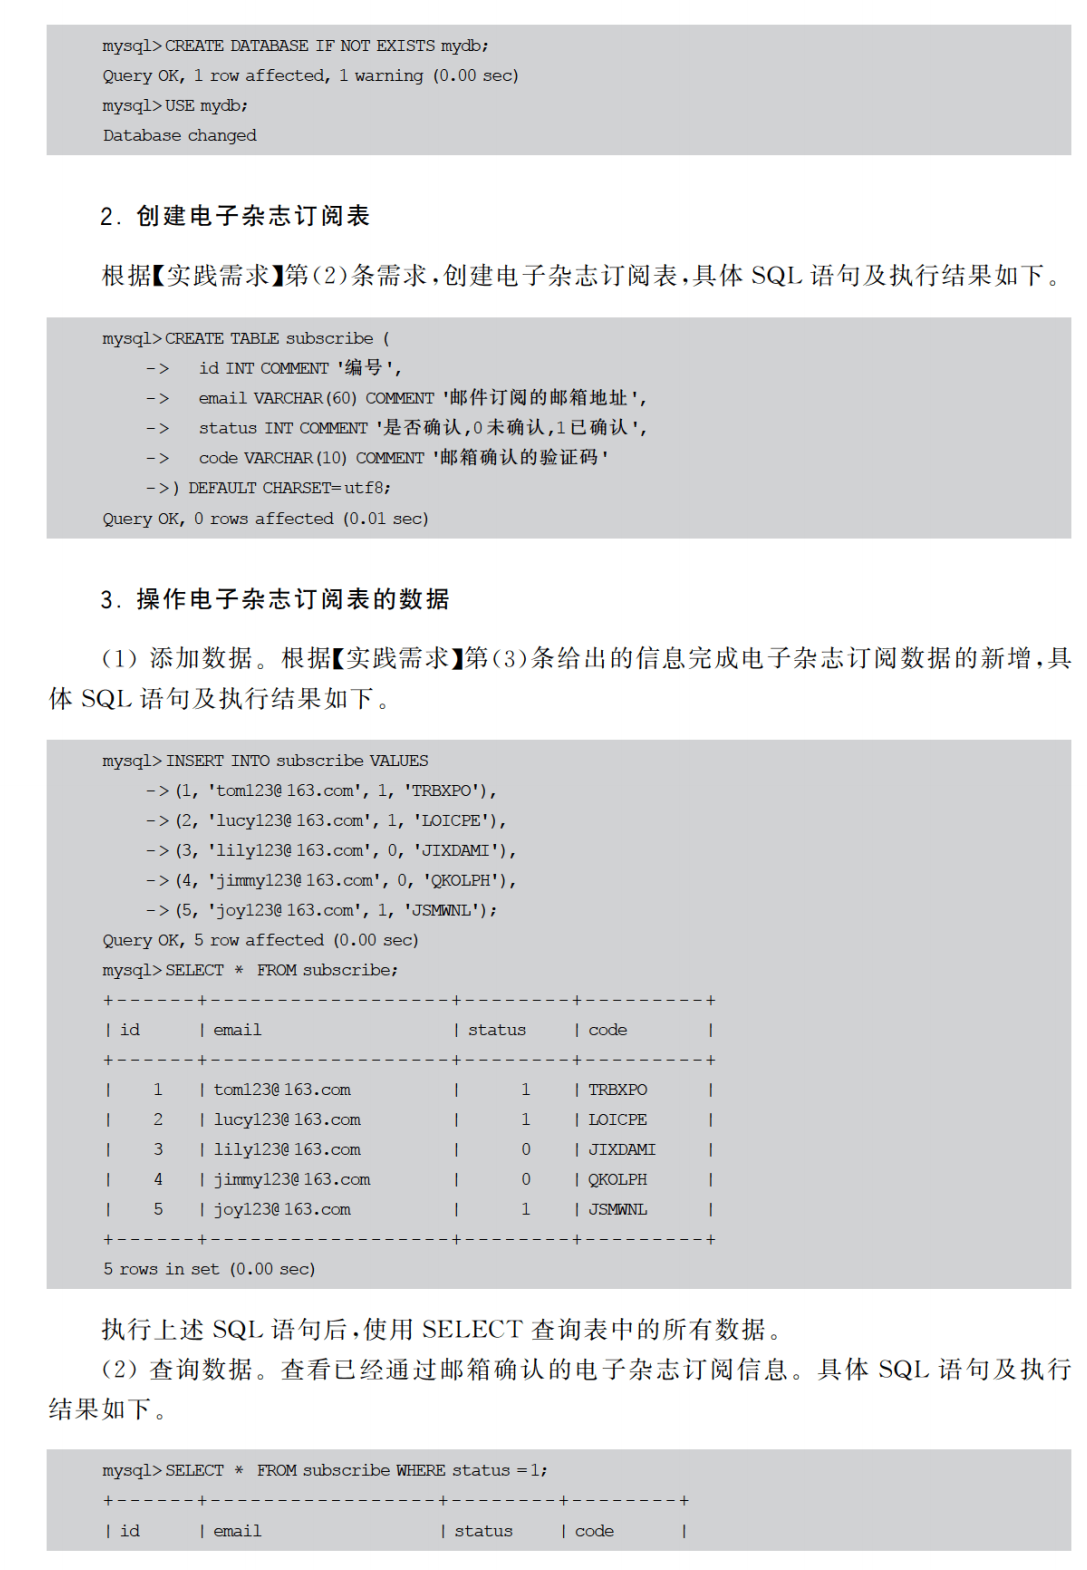 mysql>CREATE DATABASE IF NOT EXISTS mydb;
Query OK, 1 row affected, 1 warning (0.00 sec)
mysql>USE mydb;
Database changed
2. 创建电子杂志订阅表
根据【实践需求】第(2)条需求,创建电子杂志订阅表,具体 SQL 语句及执行结果如下。
mysql>CREATE TABLE subscribe (
->   id INT COMMENT '编号',
->   email VARCHAR(60) COMMENT '邮件订阅的邮箱地址',
->   status INT COMMENT '是否确认,0未确认,1已确认',
->   code VARCHAR(10) COMMENT '邮箱确认的验证码'
->) DEFAULT CHARSET=utf8;
Query OK, 0 rows affected (0.01 sec)
3. 操作电子杂志订阅表的数据
(1) 添加数据。根据【实践需求】第(3)条给出的信息完成电子杂志订阅数据的新增,具
体 SQL 语句及执行结果如下。
mysql>INSERT INTO subscribe VALUES
->(1, 'tom123@163.com', 1, 'TRBXPO'),
->(2, 'lucy123@163.com', 1, 'LOICPE'),
->(3, 'lily123@163.com', 0, 'JIXDAMI'),
->(4, 'jimmy123@163.com', 0, 'QKOLPH'),
->(5, 'joy123@163.com', 1, 'JSMWNL');
Query OK, 5 row affected (0.00 sec)
mysql>SELECT * FROM subscribe;
+------+------------------+--------+---------+
| id | email | status | code |
+------+------------------+--------+---------+
| 1 | tom123@163.com | 1 | TRBXPO |
| 2 | lucy123@163.com | 1 | LOICPE |
| 3 | lily123@163.com | 0 | JIXDAMI |
| 4 | jimmy123@163.com | 0 | QKOLPH |
| 5 | joy123@163.com | 1 | JSMWNL |
+------+------------------+--------+---------+
5 rows in set (0.00 sec)
执行上述 SQL 语句后,使用 SELECT 查询表中的所有数据。
(2) 查询数据。查看已经通过邮箱确认的电子杂志订阅信息。具体 SQL 语句及执行
结果如下。
mysql>SELECT * FROM subscribe WHERE status =1;
+------+-----------------+--------+--------+
| id | email | status | code |